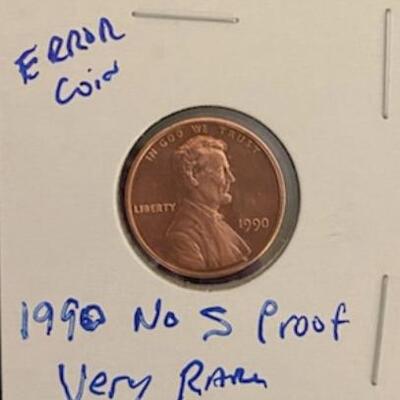 ERROR
Coin
IN GOD WE TRUST
LIBERTY
1990
1990 No S Proof
Very RARE